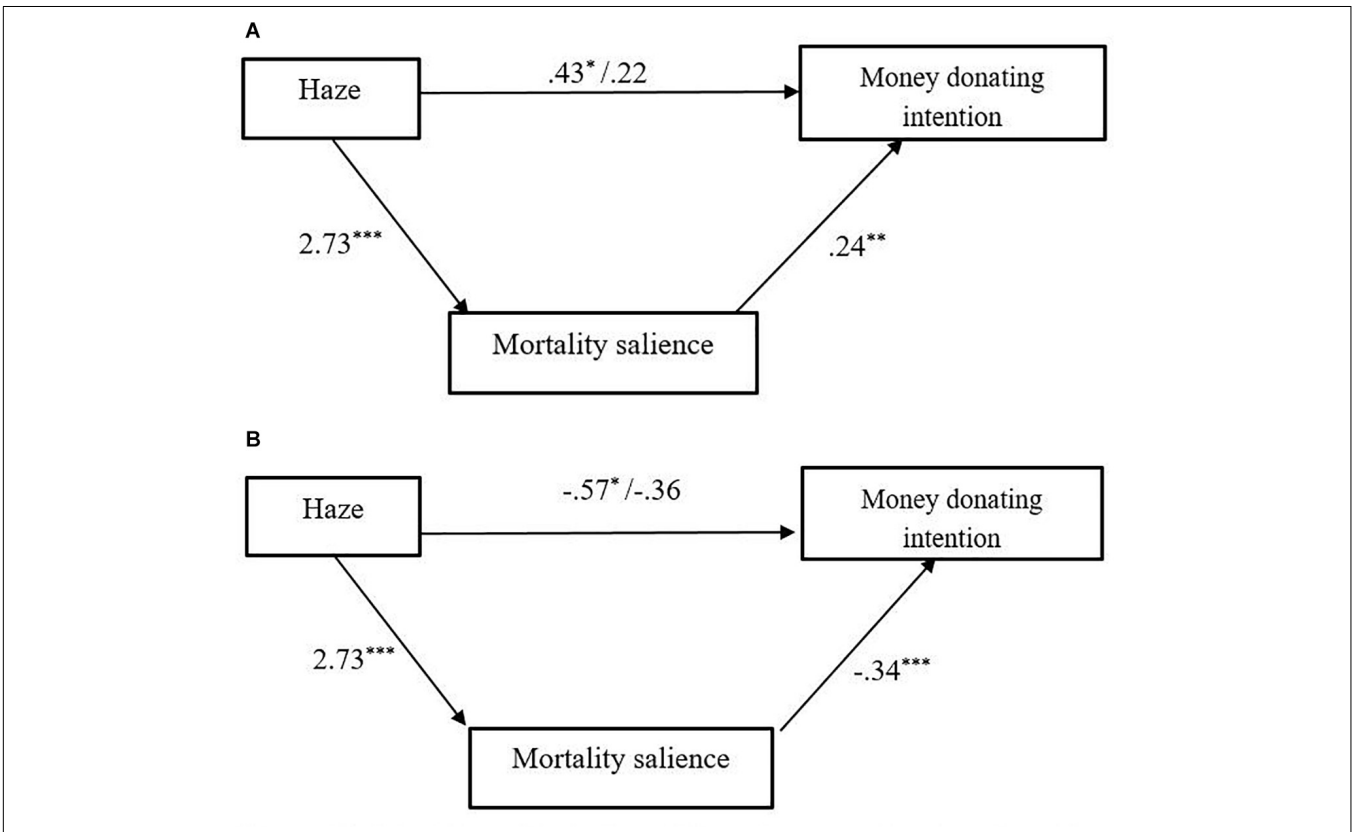 A
Haze
.43* /.22
Money donating
intention
2.73***
.24**
Mortality salience
B
Haze
-.57* /-.36
Money donating
intention
2.73***
-.34***
Mortality salience